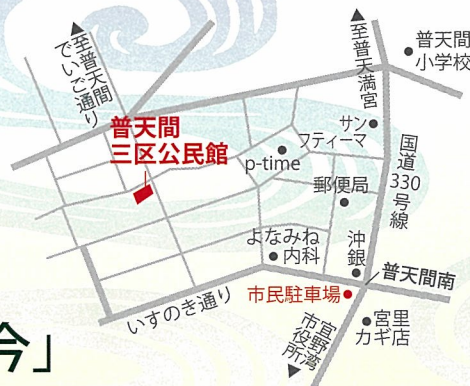 ▲至普天間
でいご通り
▲至普天満宮
普天間
小学校
サン
フティーマ
国道330号線
普天間
三区公民館
p-time
郵便局
よなみね
内科
沖銀
普天間南
市民駐車場
いすのき通り
宮里
カギ店
宜野湾
市役所
▼
今」